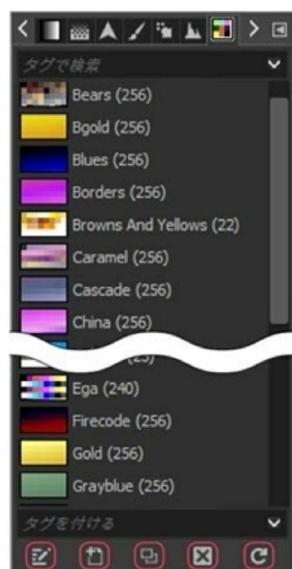 タグで検索
Bears (256)
Bgold (256)
Blues (256)
Borders (256)
Browns And Yellows (22)
Caramel (256)
Cascade (256)
China (256)
Ega (240)
Firecode (256)
Gold (256)
Grayblue (256)
タグを付ける